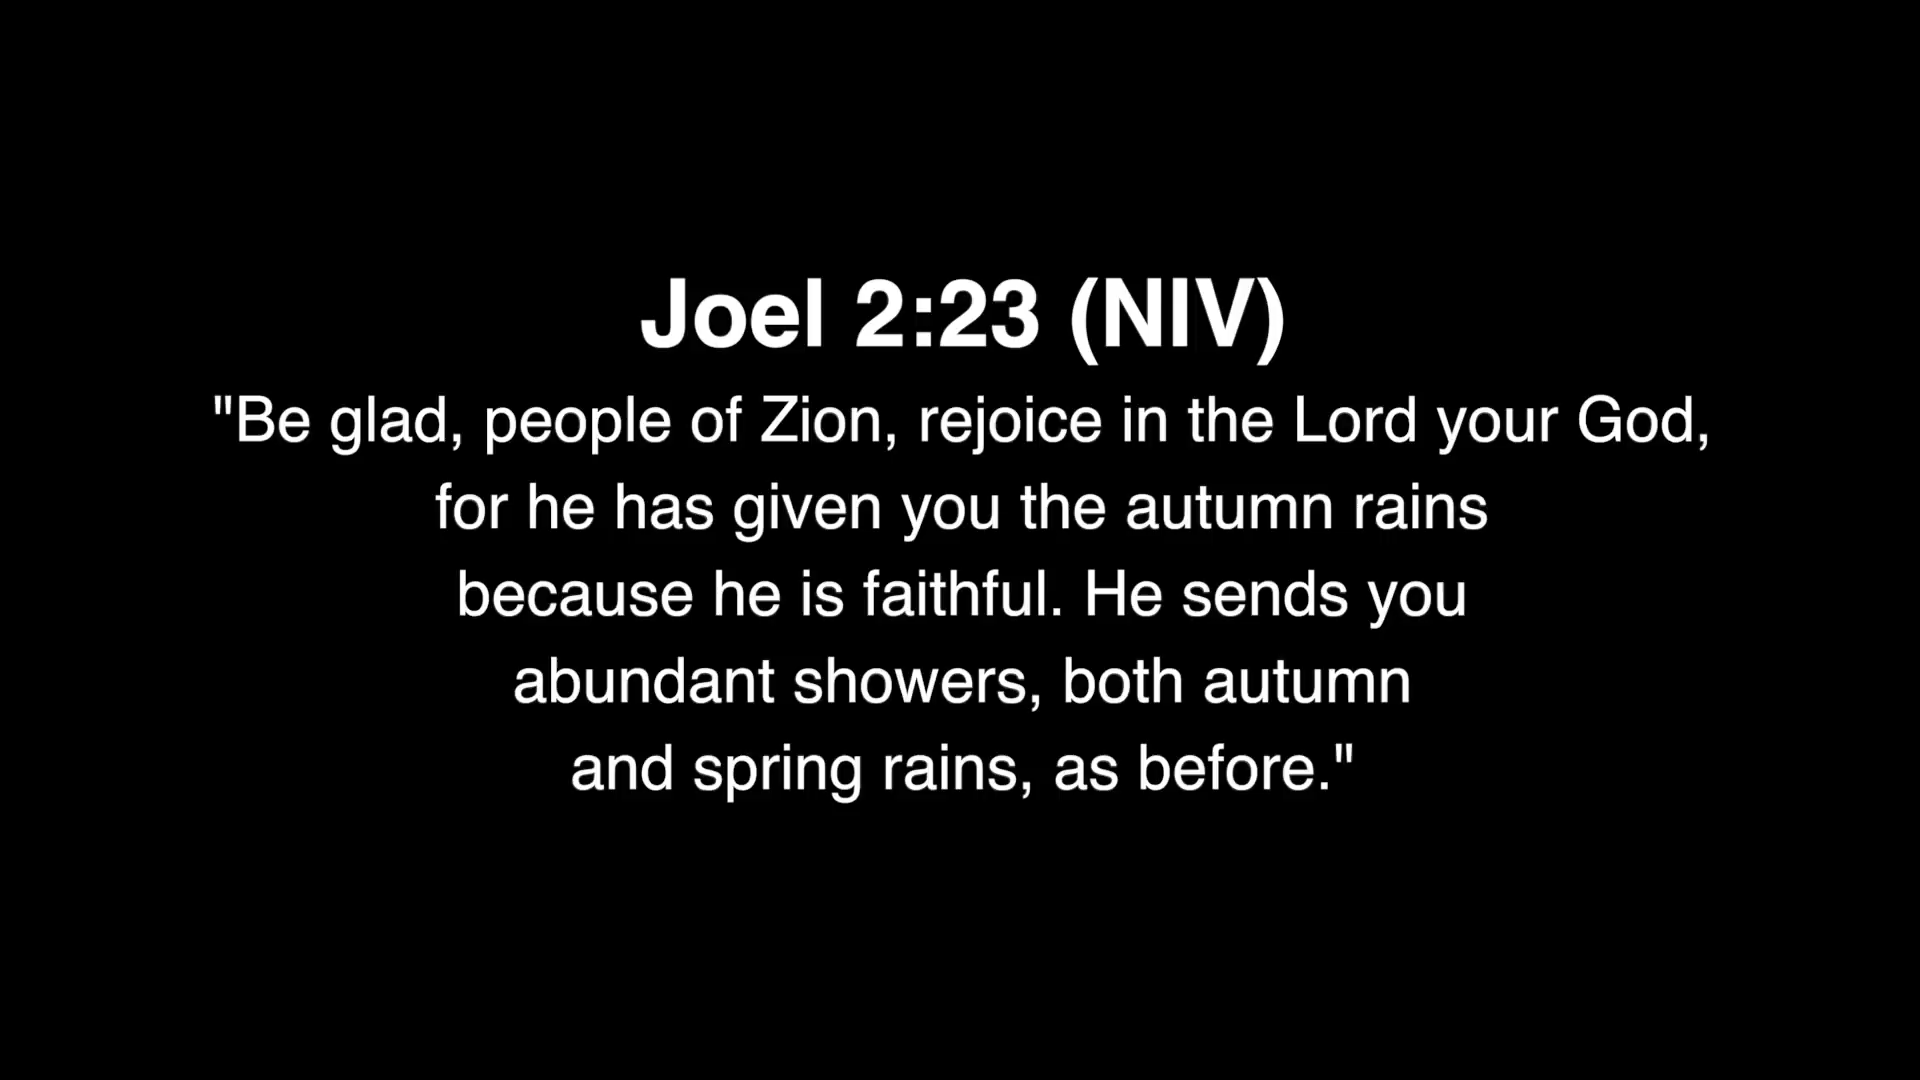 Joel 2:23 (NIV)
"Be glad, people of Zion, rejoice in the Lord your God,
for he has given you the autumn rains
because he is faithful. He sends you
abundant showers, both autumn
and spring rains, as before."